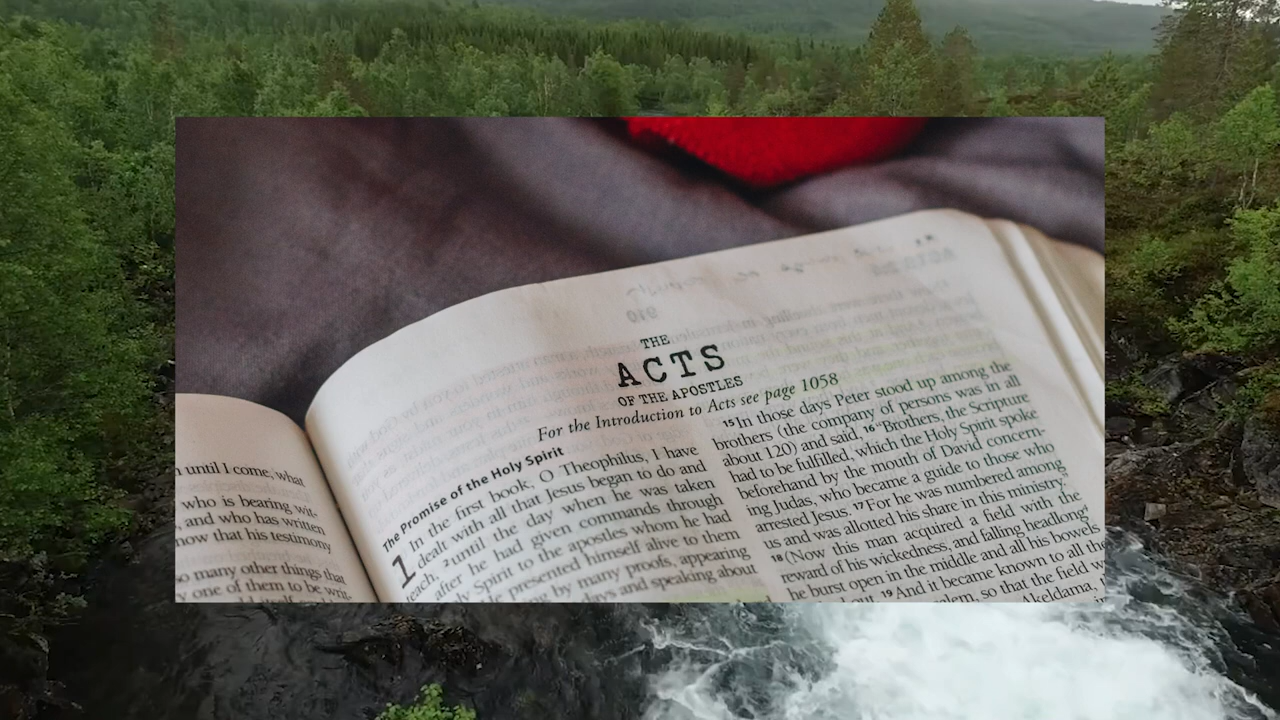 n until I come, what
who is bearing wit-
, and who has written
now that his testimony
so many other things that
y one of them to be writ-
910
THE
ACTS
OF THE APOSTLES
For the Introduction to Acts see page 1058
The Promise of the Holy Spirit
1 In the first book, O Theophilus, I have
dealt with all that Jesus began to do and
teach, 2 until the day when he was taken
after he had given commands through
ly Spirit to the apostles whom he had
e presented himself alive to them
ng by many proofs, appearing
days and speaking about
15 In those days Peter stood up among the
brothers (the company of persons was in all
about 120) and said, 16 “Brothers, the Scripture
had to be fulfilled, which the Holy Spirit spoke
beforehand by the mouth of David concern-
ing Judas, who became a guide to those who
arrested Jesus. 17 For he was numbered among
us and was allotted his share in this ministry
18 (Now this man acquired a field with the
reward of his wickedness, and falling headlong
he burst open in the middle and all his bowels
out. 19 And it became known to all the
alem, so that the field w
Akeldama,